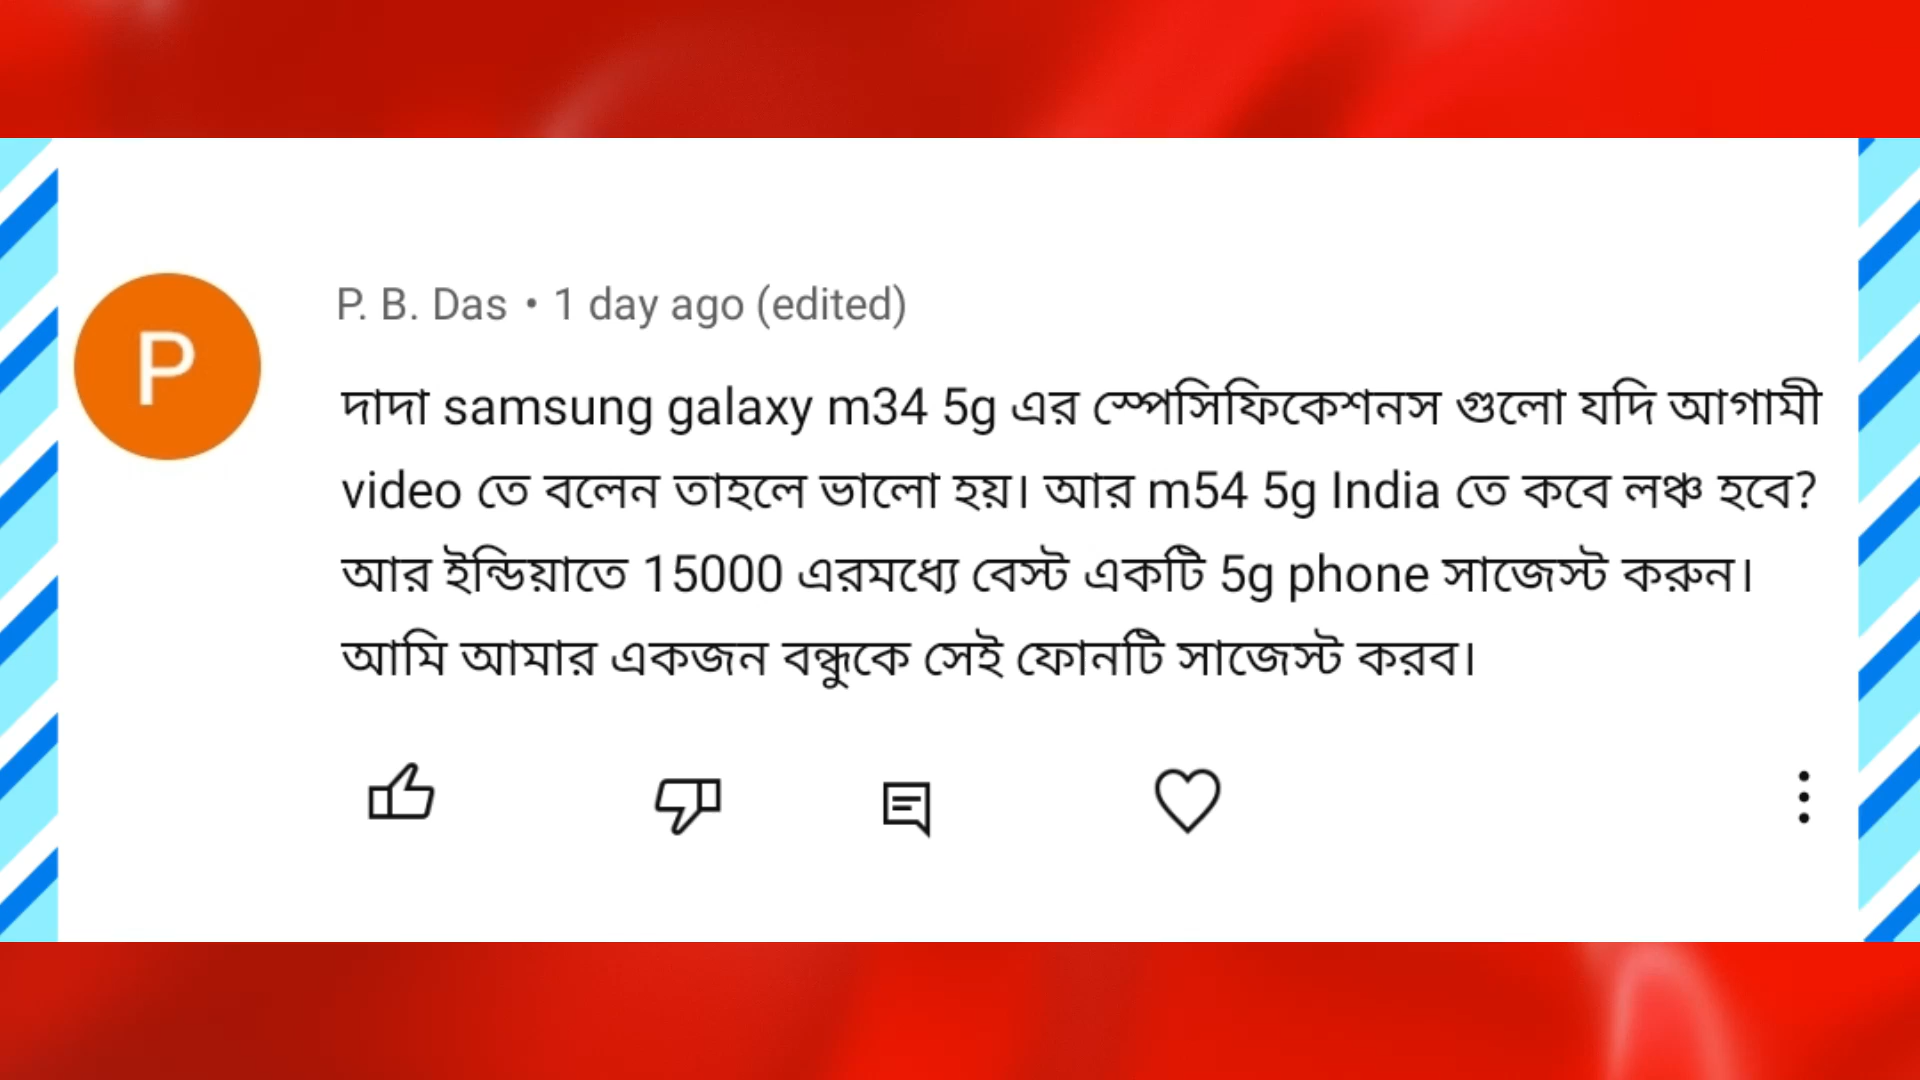 P
P. B. Das • 1 day ago (edited)
দাদা samsung galaxy m34 5g এর স্পেসিফিকেশনস গুলো যদি আগামী
video তে বলেন তাহলে ভালো হয়। আর m54 5g India তে কবে লঞ্চ হবে?
আর ইন্ডিয়াতে 15000 এরমধ্যে বেস্ট একটি 5g phone সাজেস্ট করুন।
আমি আমার একজন বন্ধুকে সেই ফোনটি সাজেস্ট করব।